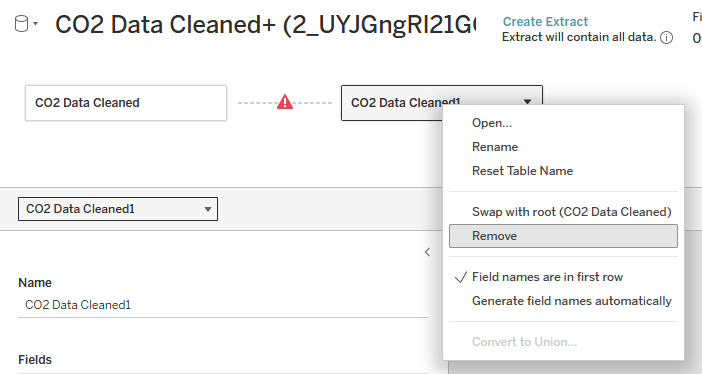 CO2 Data Cleaned+ (2_UYJGngRI21G
Create Extract
Extract will contain all data.
Fi
0
CO2 Data Cleaned
CO2 Data Cleaned1
Open...
Rename
Reset Table Name
Swap with root (CO2 Data Cleaned)
Remove
Field names are in first row
Generate field names automatically
Convert to Union...
CO2 Data Cleaned1
Name
CO2 Data Cleaned1
Fields